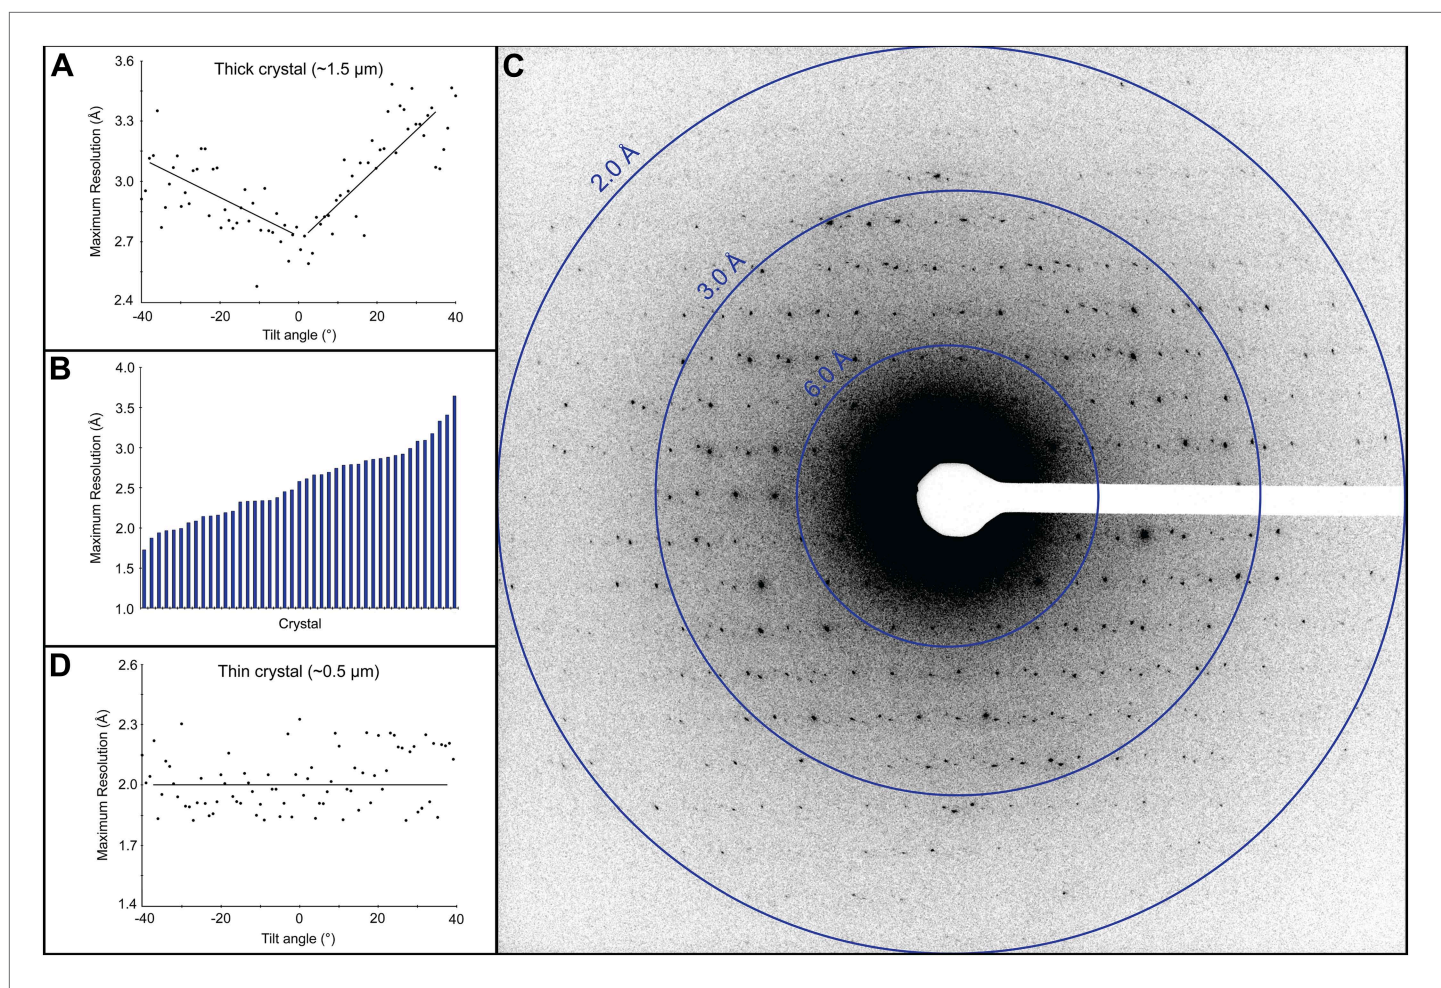 A
Thick crystal (~1.5 µm)
Maximum Resolution (Å)
3.6
3.3
3.0
2.7
2.4
-40
-20
0
20
40
Tilt angle (°)
B
Maximum Resolution (Å)
4.0
3.5
3.0
2.5
2.0
1.5
1.0
Crystal
D
Thin crystal (~0.5 µm)
Maximum Resolution (Å)
2.6
2.3
2.0
1.7
1.4
-40
-20
0
20
40
Tilt angle (°)
C
2.0 Å
3.0 Å
6.0 Å